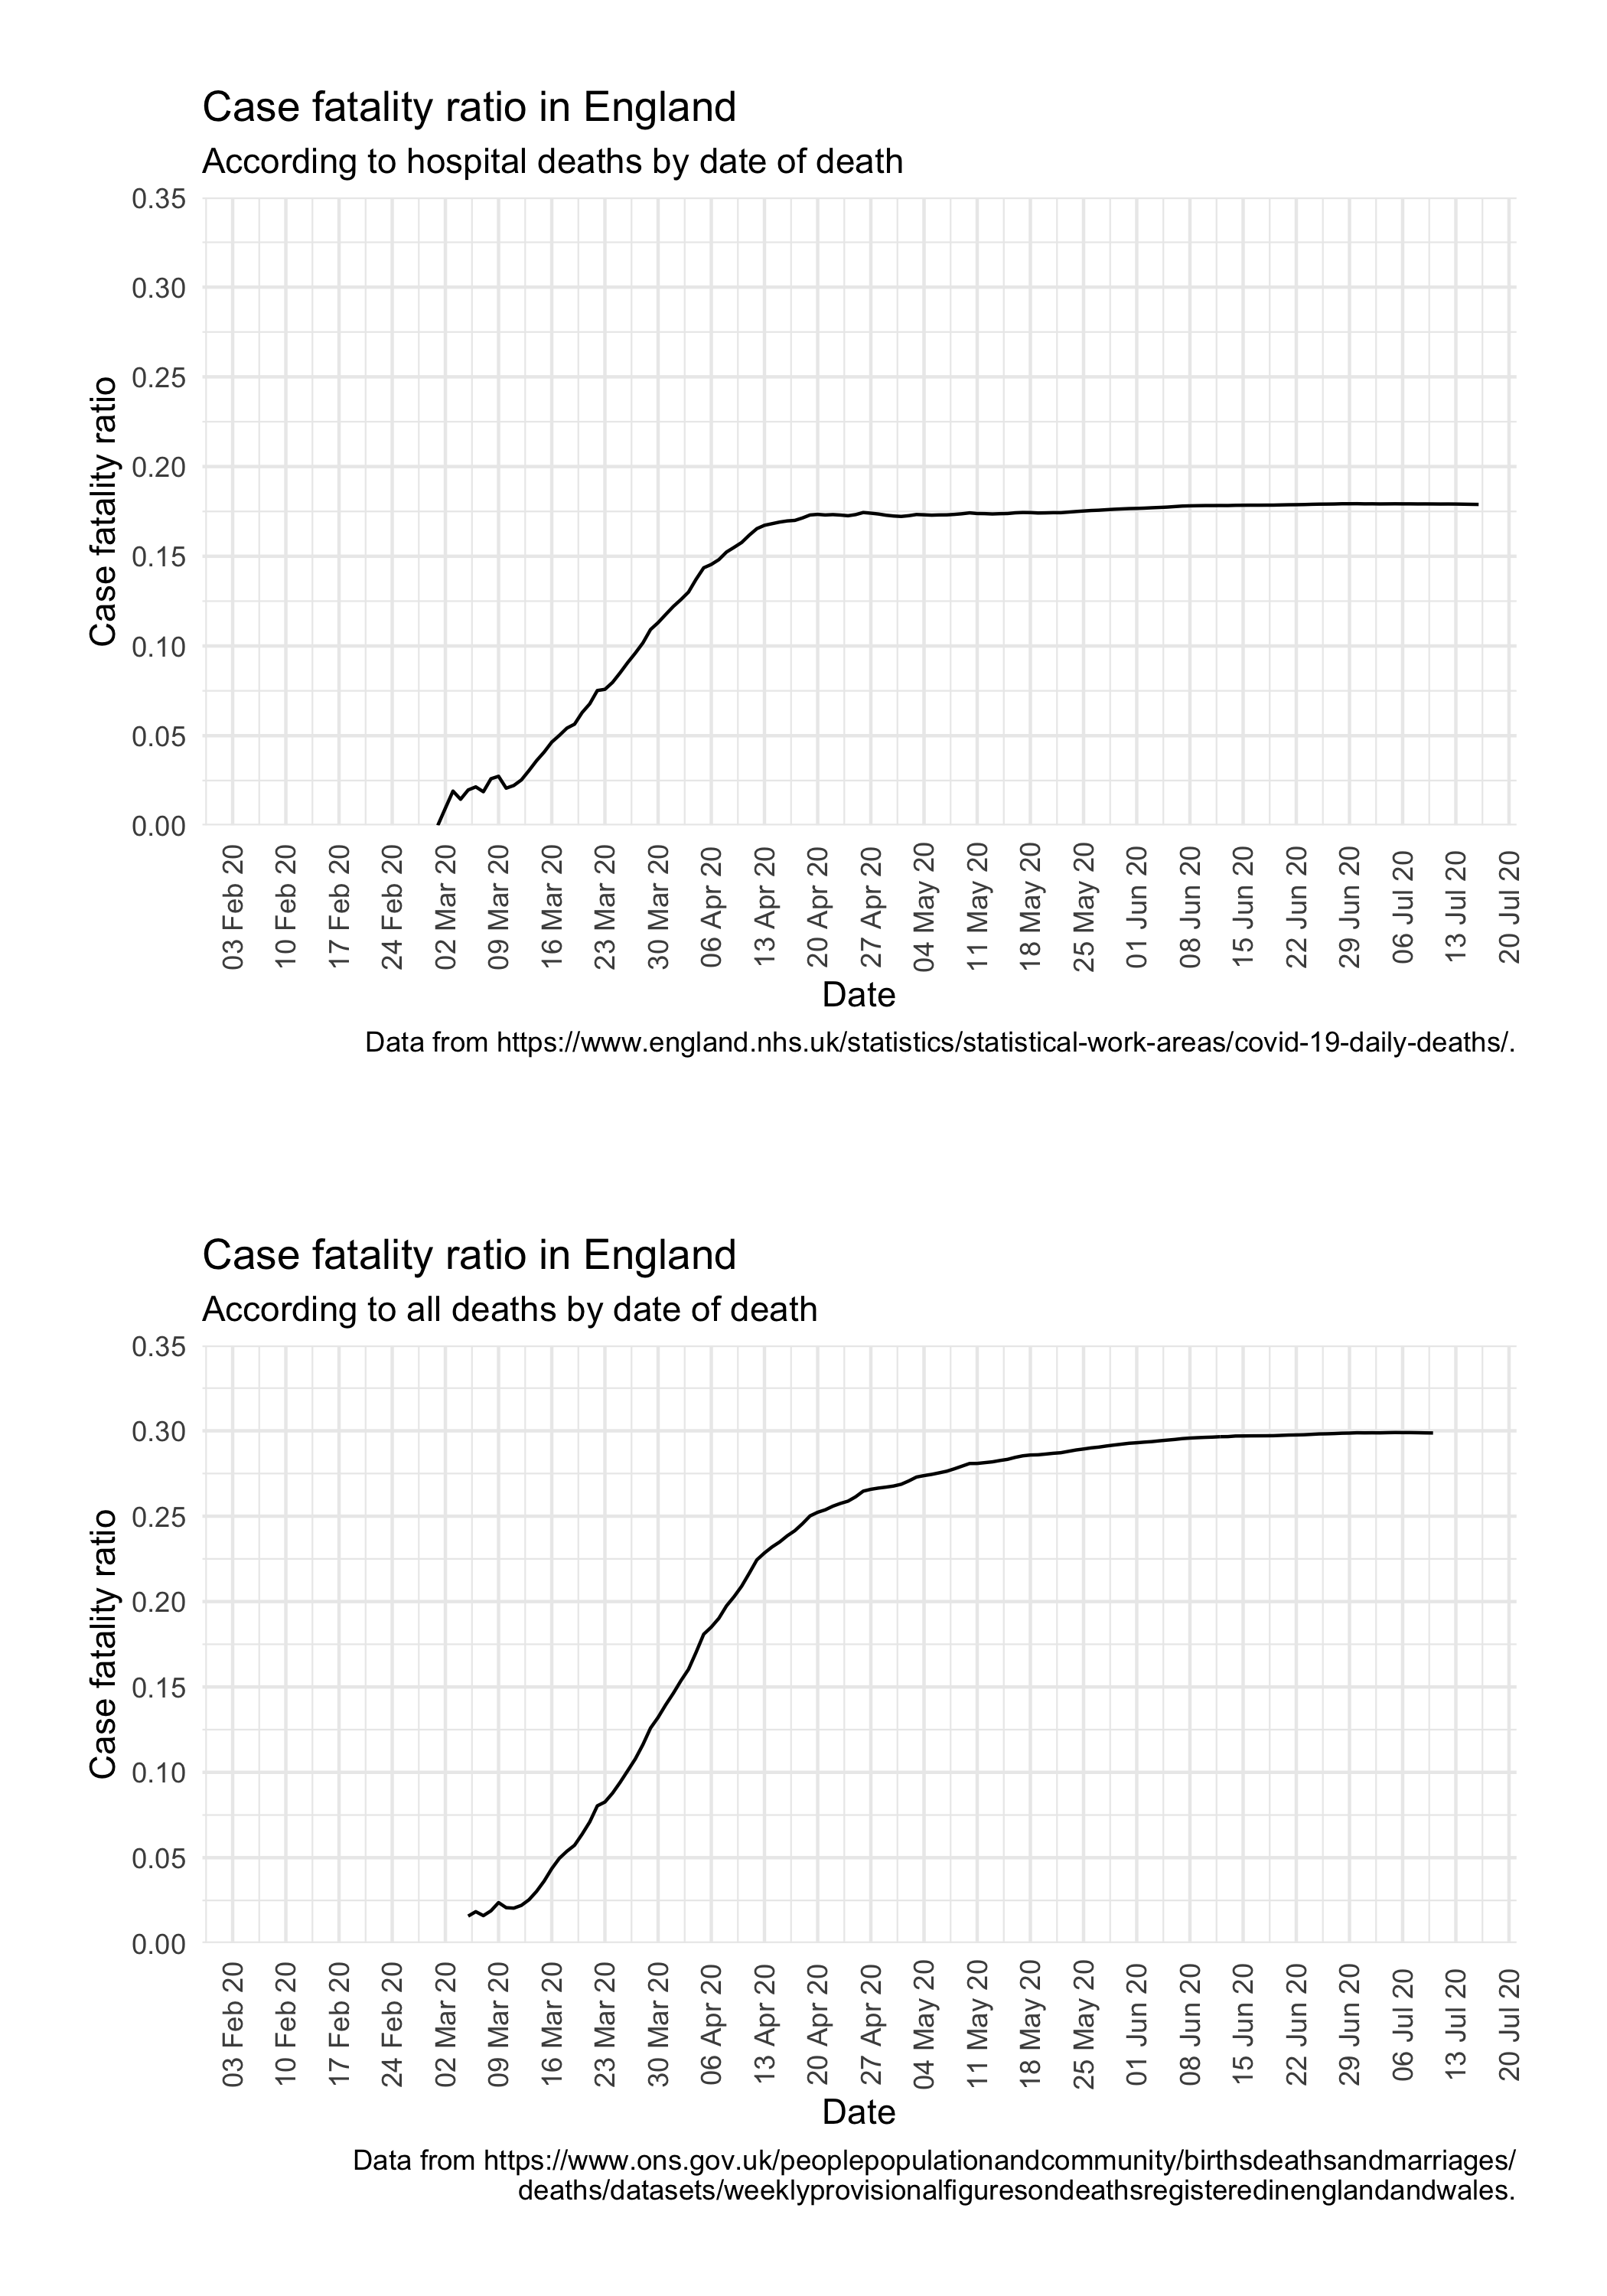 Case fatality ratio in England
According to hospital deaths by date of death
0.35
0.30
0.25
0.20
0.15
0.10
0.05
0.00
Case fatality ratio
03 Feb 20
10 Feb 20
17 Feb 20
24 Feb 20
02 Mar 20
09 Mar 20
16 Mar 20
23 Mar 20
30 Mar 20
06 Apr 20
13 Apr 20
20 Apr 20
27 Apr 20
04 May 20
11 May 20
18 May 20
25 May 20
01 Jun 20
08 Jun 20
15 Jun 20
22 Jun 20
29 Jun 20
06 Jul 20
13 Jul 20
20 Jul 20
Date
Data from https://www.england.nhs.uk/statistics/statistical-work-areas/covid-19-daily-deaths/.
Case fatality ratio in England
According to all deaths by date of death
0.35
0.30
0.25
0.20
0.15
0.10
0.05
0.00
Case fatality ratio
03 Feb 20
10 Feb 20
17 Feb 20
24 Feb 20
02 Mar 20
09 Mar 20
16 Mar 20
23 Mar 20
30 Mar 20
06 Apr 20
13 Apr 20
20 Apr 20
27 Apr 20
04 May 20
11 May 20
18 May 20
25 May 20
01 Jun 20
08 Jun 20
15 Jun 20
22 Jun 20
29 Jun 20
06 Jul 20
13 Jul 20
20 Jul 20
Date
Data from https://www.ons.gov.uk/peoplepopulationandcommunity/birthsdeathsandmarriages/
deaths/datasets/weeklyprovisionalfiguresondeathsregisteredinenglandandwales.